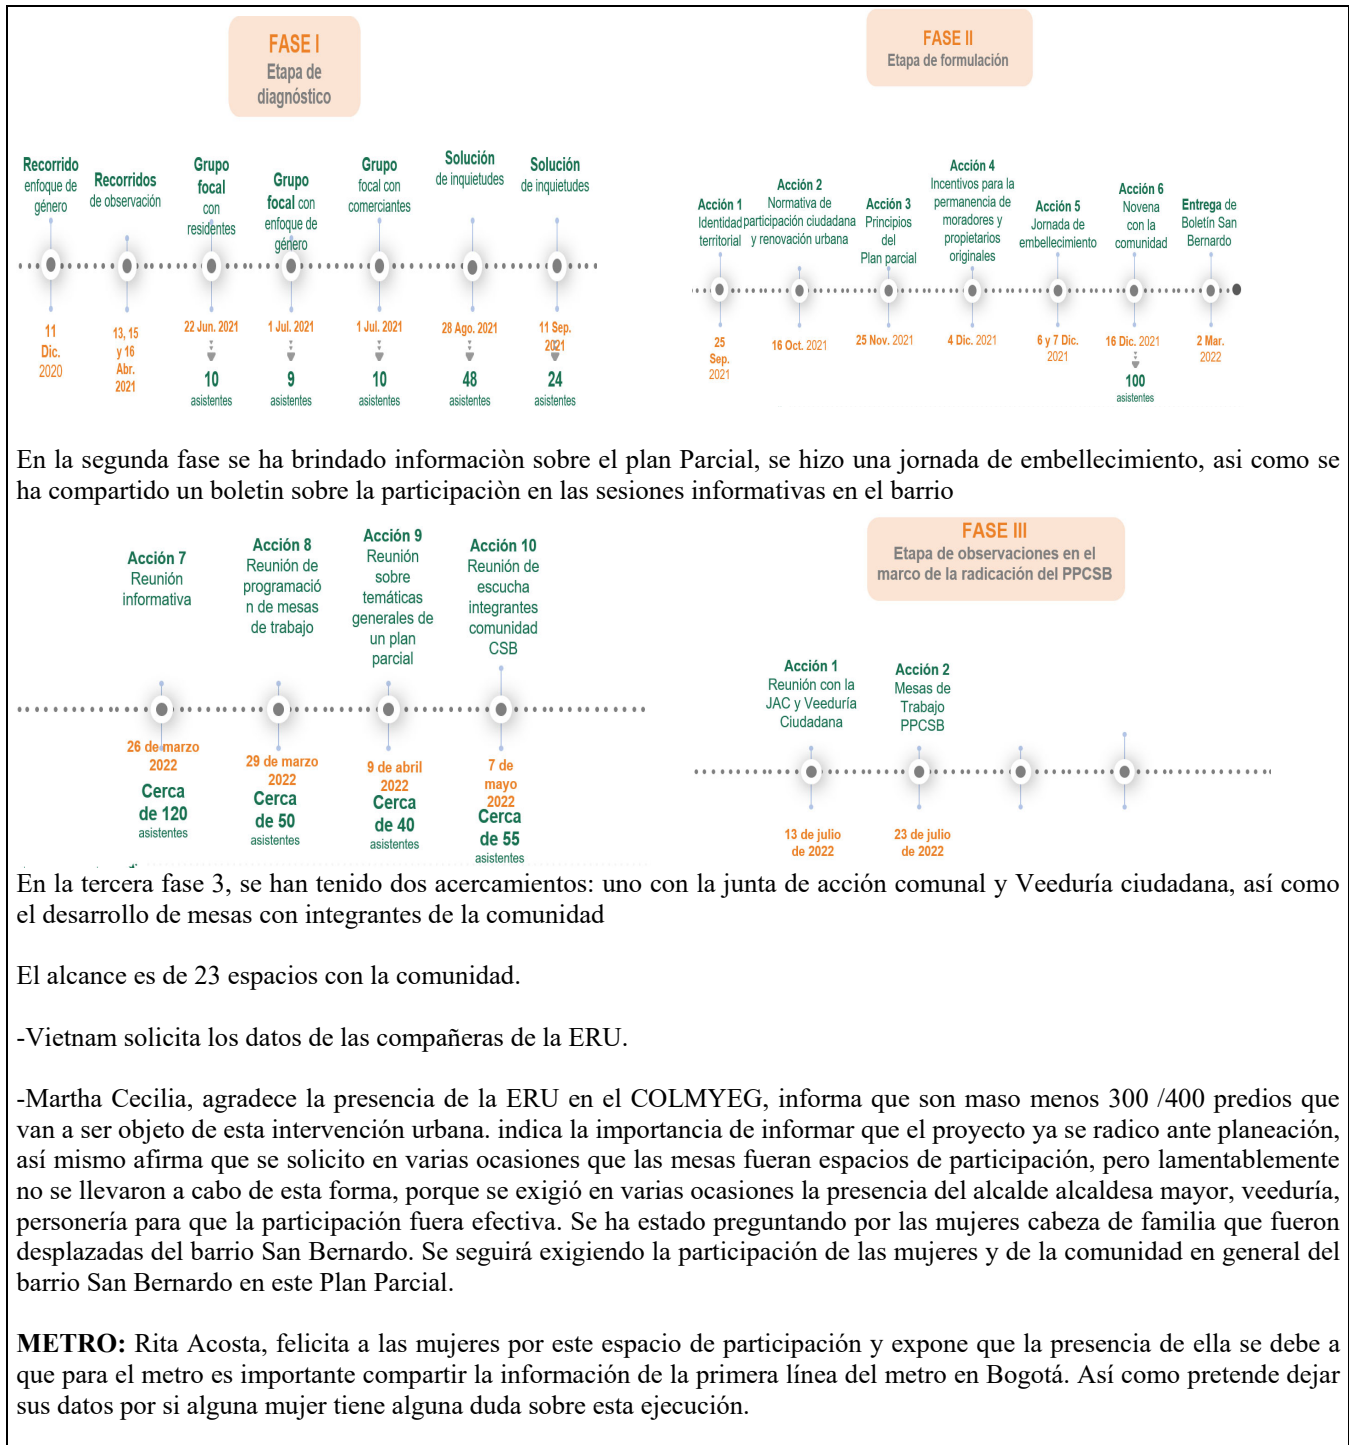 FASE I
Etapa de
diagnóstico
Recorrido
enfoque de
género
11
Dic.
2020
Recorridos
de observación
13, 15
y 16
Abr.
2021
Grupo
focal
con
residentes
22 Jun. 2021
10
asistentes
Grupo
focal con
enfoque de
género
1 Jul. 2021
9
asistentes
Grupo
focal con
comerciantes
1 Jul. 2021
10
asistentes
Solución
de inquietudes
28 Ago. 2021
48
asistentes
Solución
de inquietudes
11 Sep.
2021
24
asistentes
FASE II
Etapa de formulación
Acción 1
Identidad
territorial
25
Sep.
2021
Acción 2
Normativa de
participación ciudadana
y renovación urbana
16 Oct. 2021
Acción 3
Principios
del
Plan parcial
25 Nov. 2021
Acción 4
Incentivos para la
permanencia de
moradores y
propietarios
originales
4 Dic. 2021
Acción 5
Jornada de
embellecimiento
6 y 7 Dic.
2021
Acción 6
Novena
con la
comunidad
16 Dic. 2021
100
asistentes
Entrega de
Boletín San
Bernardo
2 Mar.
2022
En la segunda fase se ha brindado informaciòn sobre el plan Parcial, se hizo una jornada de embellecimiento, asi como se
ha compartido un boletin sobre la participaciòn en las sesiones informativas en el barrio
Acción 7
Reunión
informativa
26 de marzo
2022
Cerca
de 120
asistentes
Acción 8
Reunión de
programació
n de mesas
de trabajo
29 de marzo
2022
Cerca
de 50
asistentes
Acción 9
Reunión
sobre
temáticas
generales de
un plan
parcial
9 de abril
2022
Cerca
de 40
asistentes
Acción 10
Reunión de
escucha
integrantes
comunidad
CSB
7 de
mayo
2022
Cerca
de 55
asistentes
FASE III
Etapa de observaciones en el
marco de la radicación del PPCSB
Acción 1
Reunión con la
JAC y Veeduría
Ciudadana
13 de julio
de 2022
Acción 2
Mesas de
Trabajo
PPCSB
23 de julio
de 2022
En la tercera fase 3, se han tenido dos acercamientos: uno con la junta de acción comunal y Veeduría ciudadana, así como
el desarrollo de mesas con integrantes de la comunidad
El alcance es de 23 espacios con la comunidad.
-Vietnam solicita los datos de las compañeras de la ERU.
-Martha Cecilia, agradece la presencia de la ERU en el COLMYEG, informa que son maso menos 300 /400 predios que
van a ser objeto de esta intervención urbana. indica la importancia de informar que el proyecto ya se radico ante planeación,
así mismo afirma que se solicito en varias ocasiones que las mesas fueran espacios de participación, pero lamentablemente
no se llevaron a cabo de esta forma, porque se exigió en varias ocasiones la presencia del alcalde alcaldesa mayor, veeduría,
personería para que la participación fuera efectiva. Se ha estado preguntando por las mujeres cabeza de familia que fueron
desplazadas del barrio San Bernardo. Se seguirá exigiendo la participación de las mujeres y de la comunidad en general del
barrio San Bernardo en este Plan Parcial.
METRO: Rita Acosta, felicita a las mujeres por este espacio de participación y expone que la presencia de ella se debe a
que para el metro es importante compartir la información de la primera línea del metro en Bogotá. Así como pretende dejar
sus datos por si alguna mujer tiene alguna duda sobre esta ejecución.